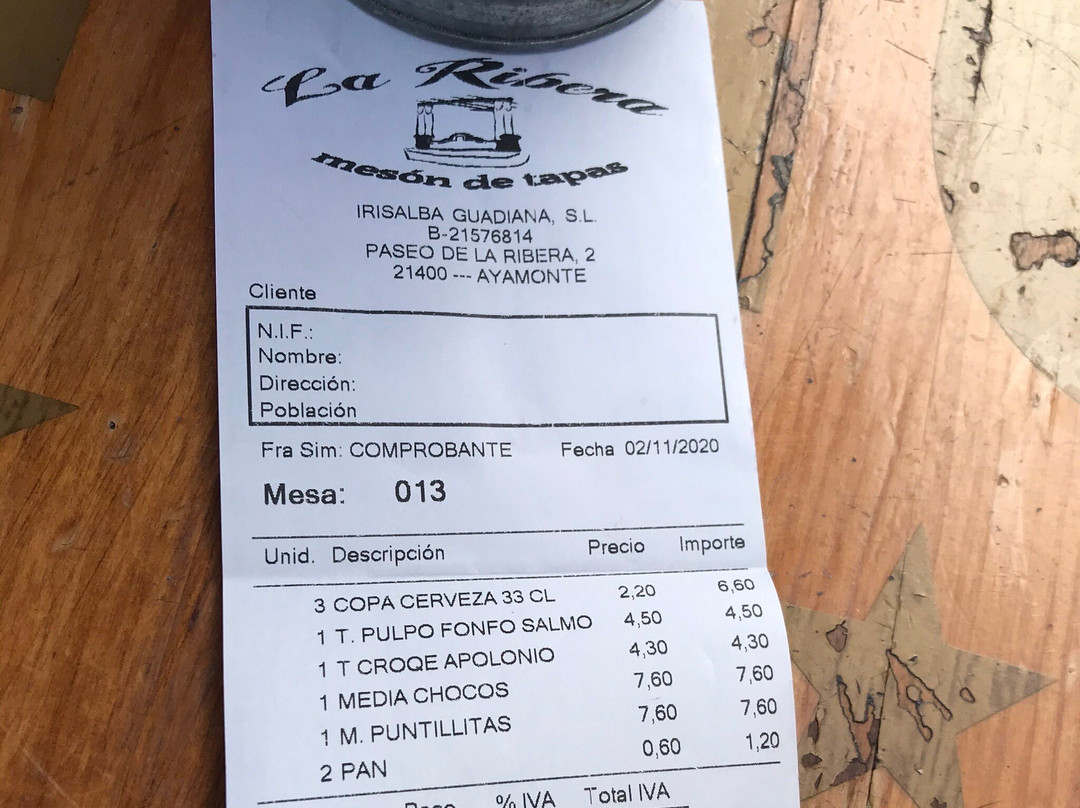 La Ribera
mesón de tapas
IRISALBA GUADIANA, S.L.
B-21576814
PASEO DE LA RIBERA, 2
21400 --- AYAMONTE
Cliente
N.I.F.:
Nombre:
Dirección:
Población
Fra Sim: COMPROBANTE Fecha 02/11/2020
Mesa: 013
Unid. Descripción Precio Importe
3 COPA CERVEZA 33 CL 2,20 6,60
1 T. PULPO FONFO SALMO 4,50 4,50
1 T CROQE APOLONIO 4,30 4,30
1 MEDIA CHOCOS 7,60 7,60
1 M. PUNTILLITAS 7,60 7,60
2 PAN 0,60 1,20
% IVA Total IVA